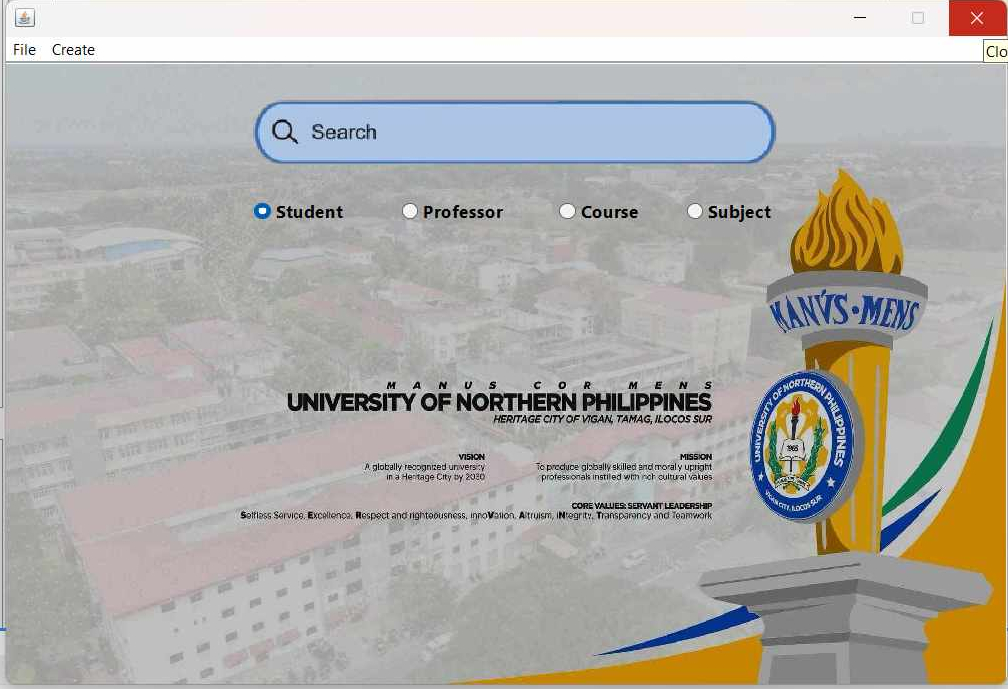 File Create
Clo
Search
Student Professor Course Subject
MANVS·MENS
MANUS COR MENS
UNIVERSITY OF NORTHERN PHILIPPINES
HERITAGE CITY OF VIGAN, TAMAG, ILOCOS SUR
UNIVERSITY OF NORTHERN PHILIPPINES
1965
VIGAN CITY, ILOCOS SUR
VISION
A globally recognized university
in a Heritage City by 2030
MISSION
To produce globally skilled and morally upright
professionals instilled with rich cultural values
CORE VALUES: SERVANT LEADERSHIP
Selfless Service, Excellence, Respect and righteousness, innoVation, Altruism, iNtegrity, Transparency and Teamwork